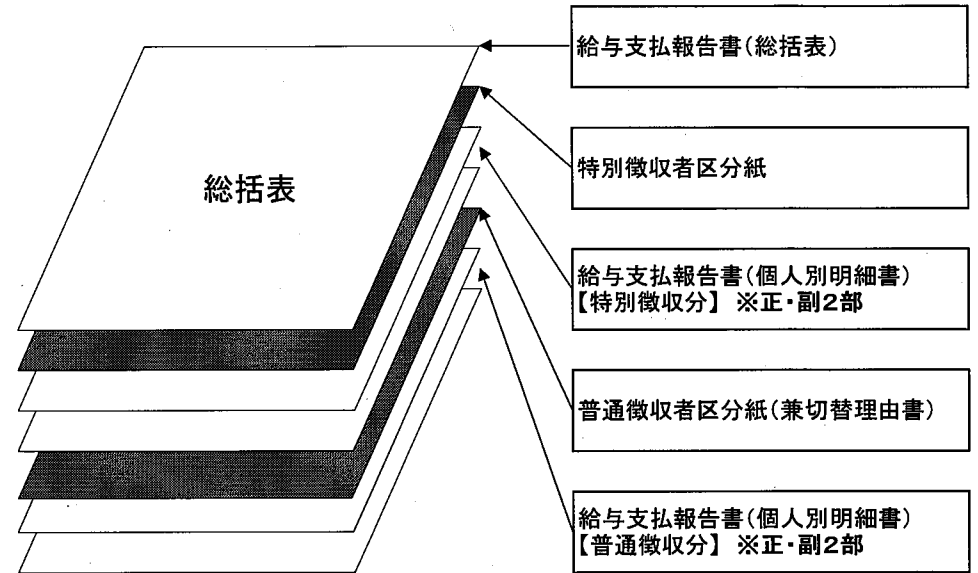 給与支払報告書(総括表)
総括表
特別徴収者区分紙
給与支払報告書(個人別明細書)
【特別徴収分】 ※正・副2部
普通徴収者区分紙(兼切替理由書)
給与支払報告書(個人別明細書)
【普通徴収分】 ※正・副2部